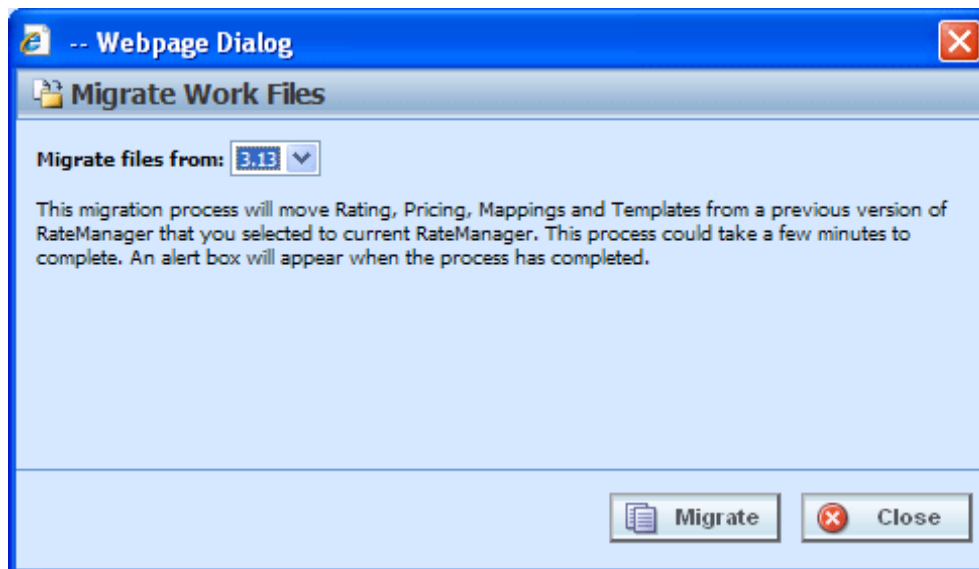 -- Webpage Dialog
Migrate Work Files
Migrate files from: 3.13
This migration process will move Rating, Pricing, Mappings and Templates from a previous version of
RateManager that you selected to current RateManager. This process could take a few minutes to
complete. An alert box will appear when the process has completed.
Migrate Close